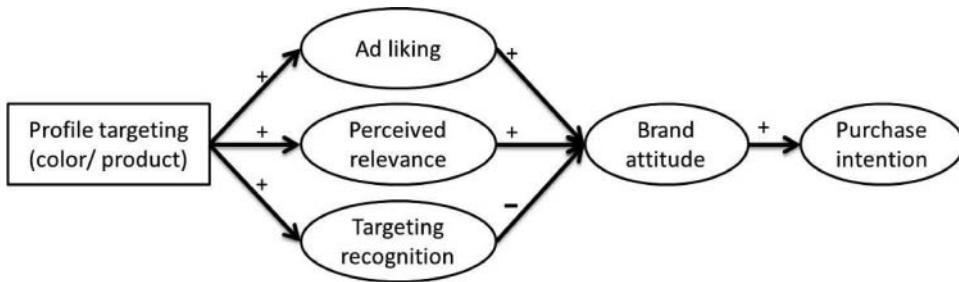 Ad liking
+
+
Profile targeting
(color/ product)
+
Perceived
relevance
+
Brand
attitude
+
Purchase
intention
+
−
Targeting
recognition